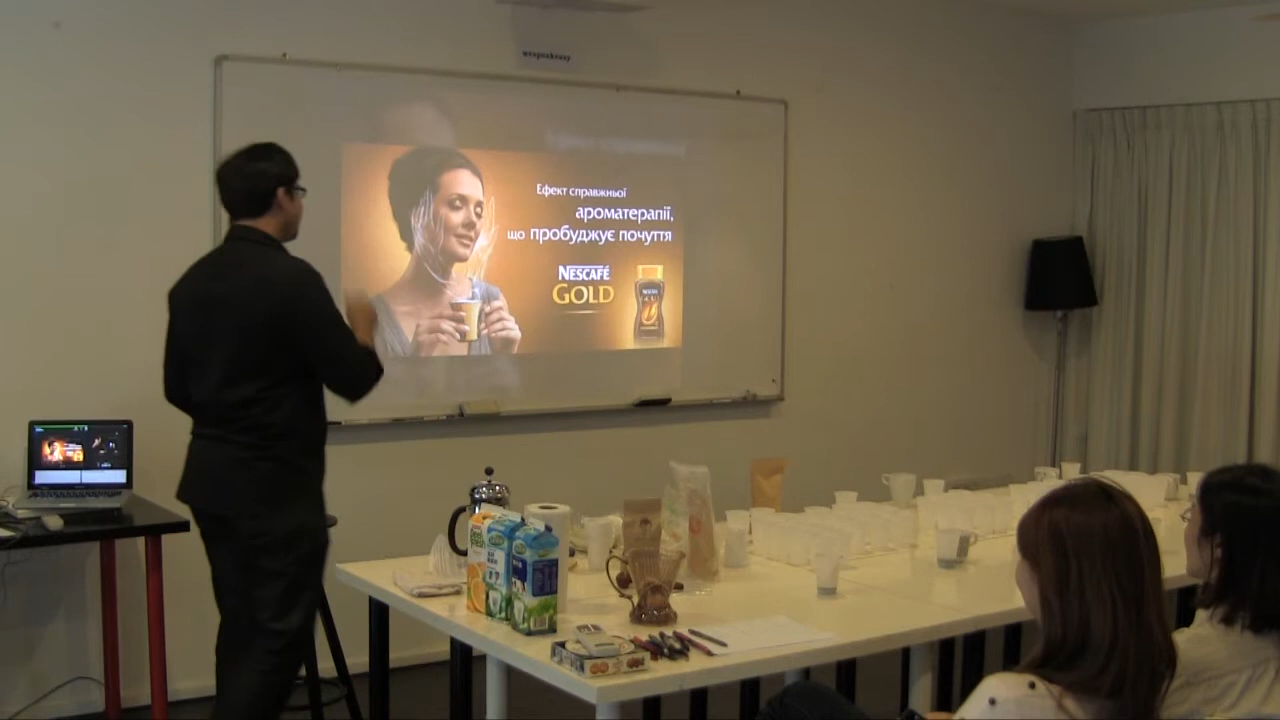 Ефект справжньої
ароматерапії,
що пробуджує почуття
NESCAFÉ
GOLD